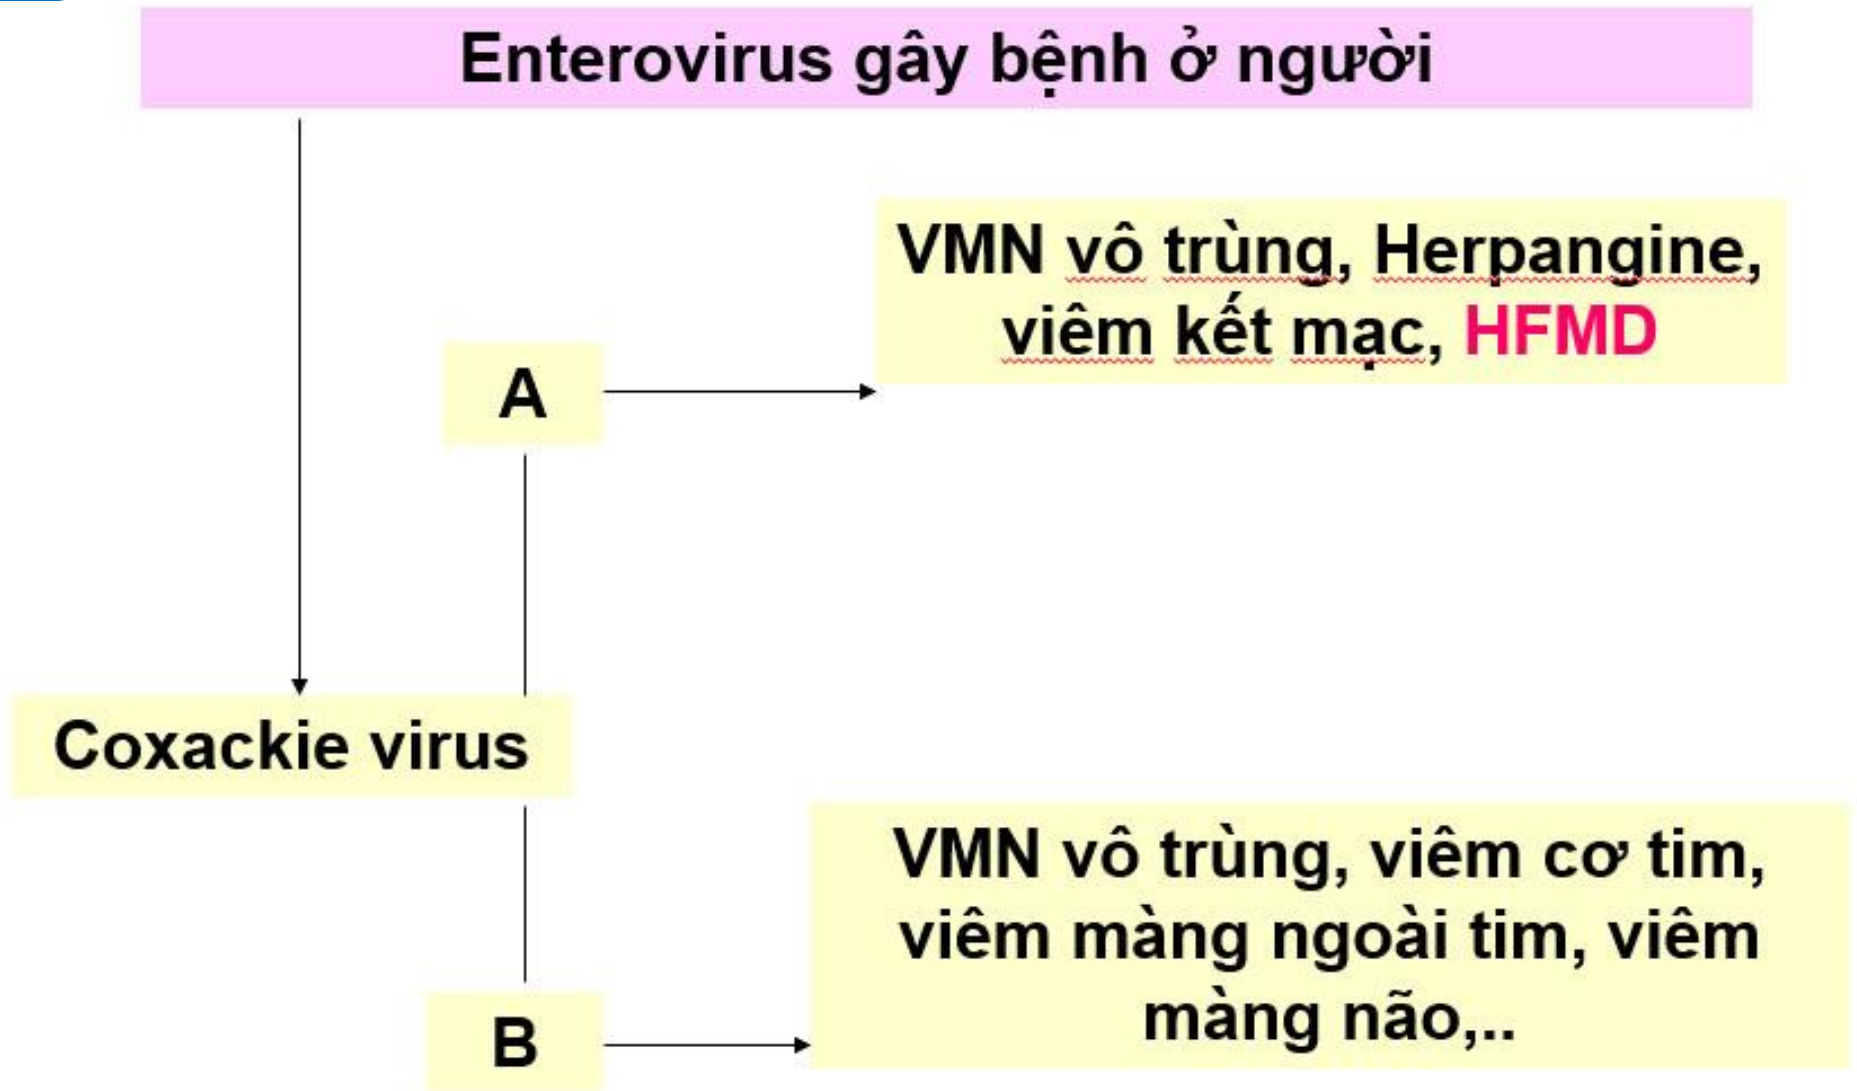 Enterovirus gây bệnh ở người
VMN vô trùng, Herpangine,
viêm kết mạc, HFMD
A
Coxackie virus
VMN vô trùng, viêm cơ tim,
viêm màng ngoài tim, viêm
màng não,..
B